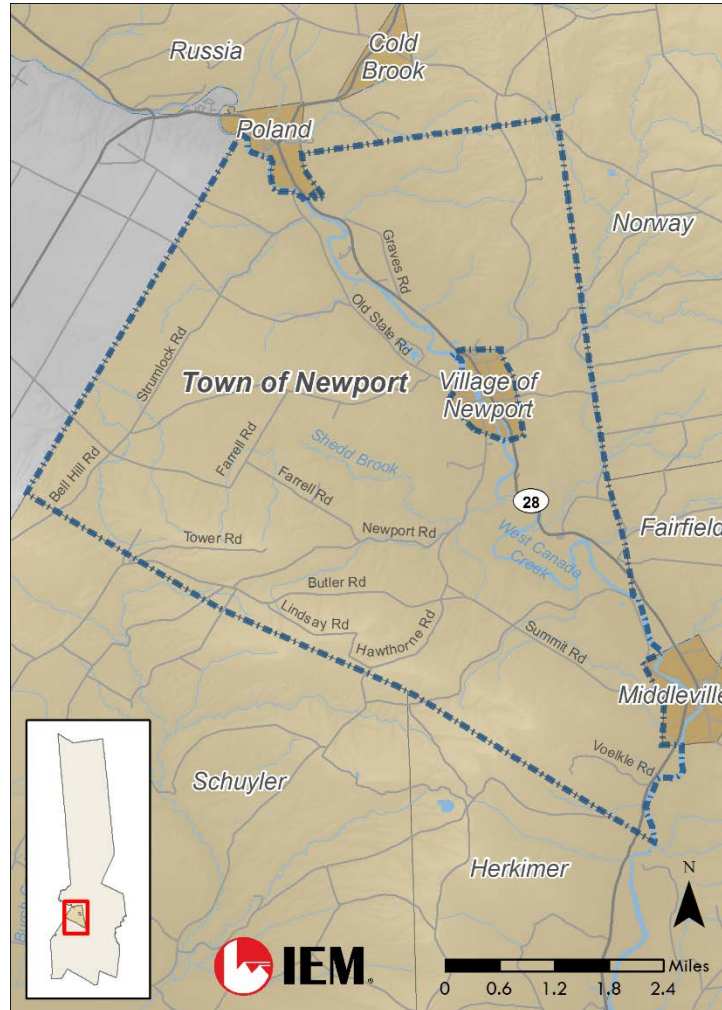 Russia
Cold
Brook
Poland
Norway
Graves Rd
Old State Rd
Strumlock Rd
Town of Newport
Village of
Newport
Shedd Brook
Farrell Rd
Farrell Rd
Bell Hill Rd
28
Fairfield
Tower Rd
Newport Rd
West Canada
Creek
Butler Rd
Lindsay Rd
Hawthorne Rd
Summit Rd
Middleville
Voelkle Rd
Schuyler
Herkimer
N
IEM
Miles
0 0.6 1.2 1.8 2.4